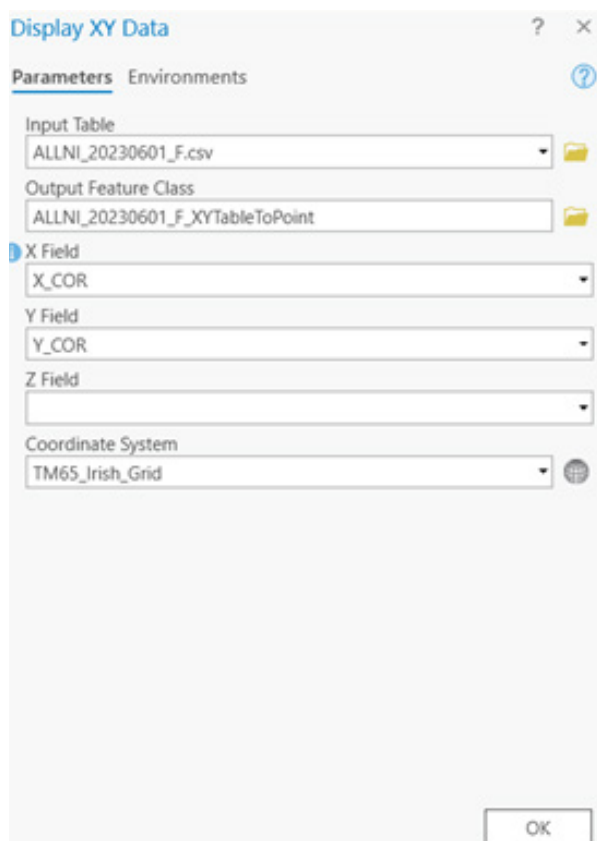 Display XY Data ? ×
Parameters Environments ?
Input Table
ALLNI_20230601_F.csv
Output Feature Class
ALLNI_20230601_F_XYTableToPoint
X Field
X_COR
Y Field
Y_COR
Z Field
Coordinate System
TM65_Irish_Grid
OK